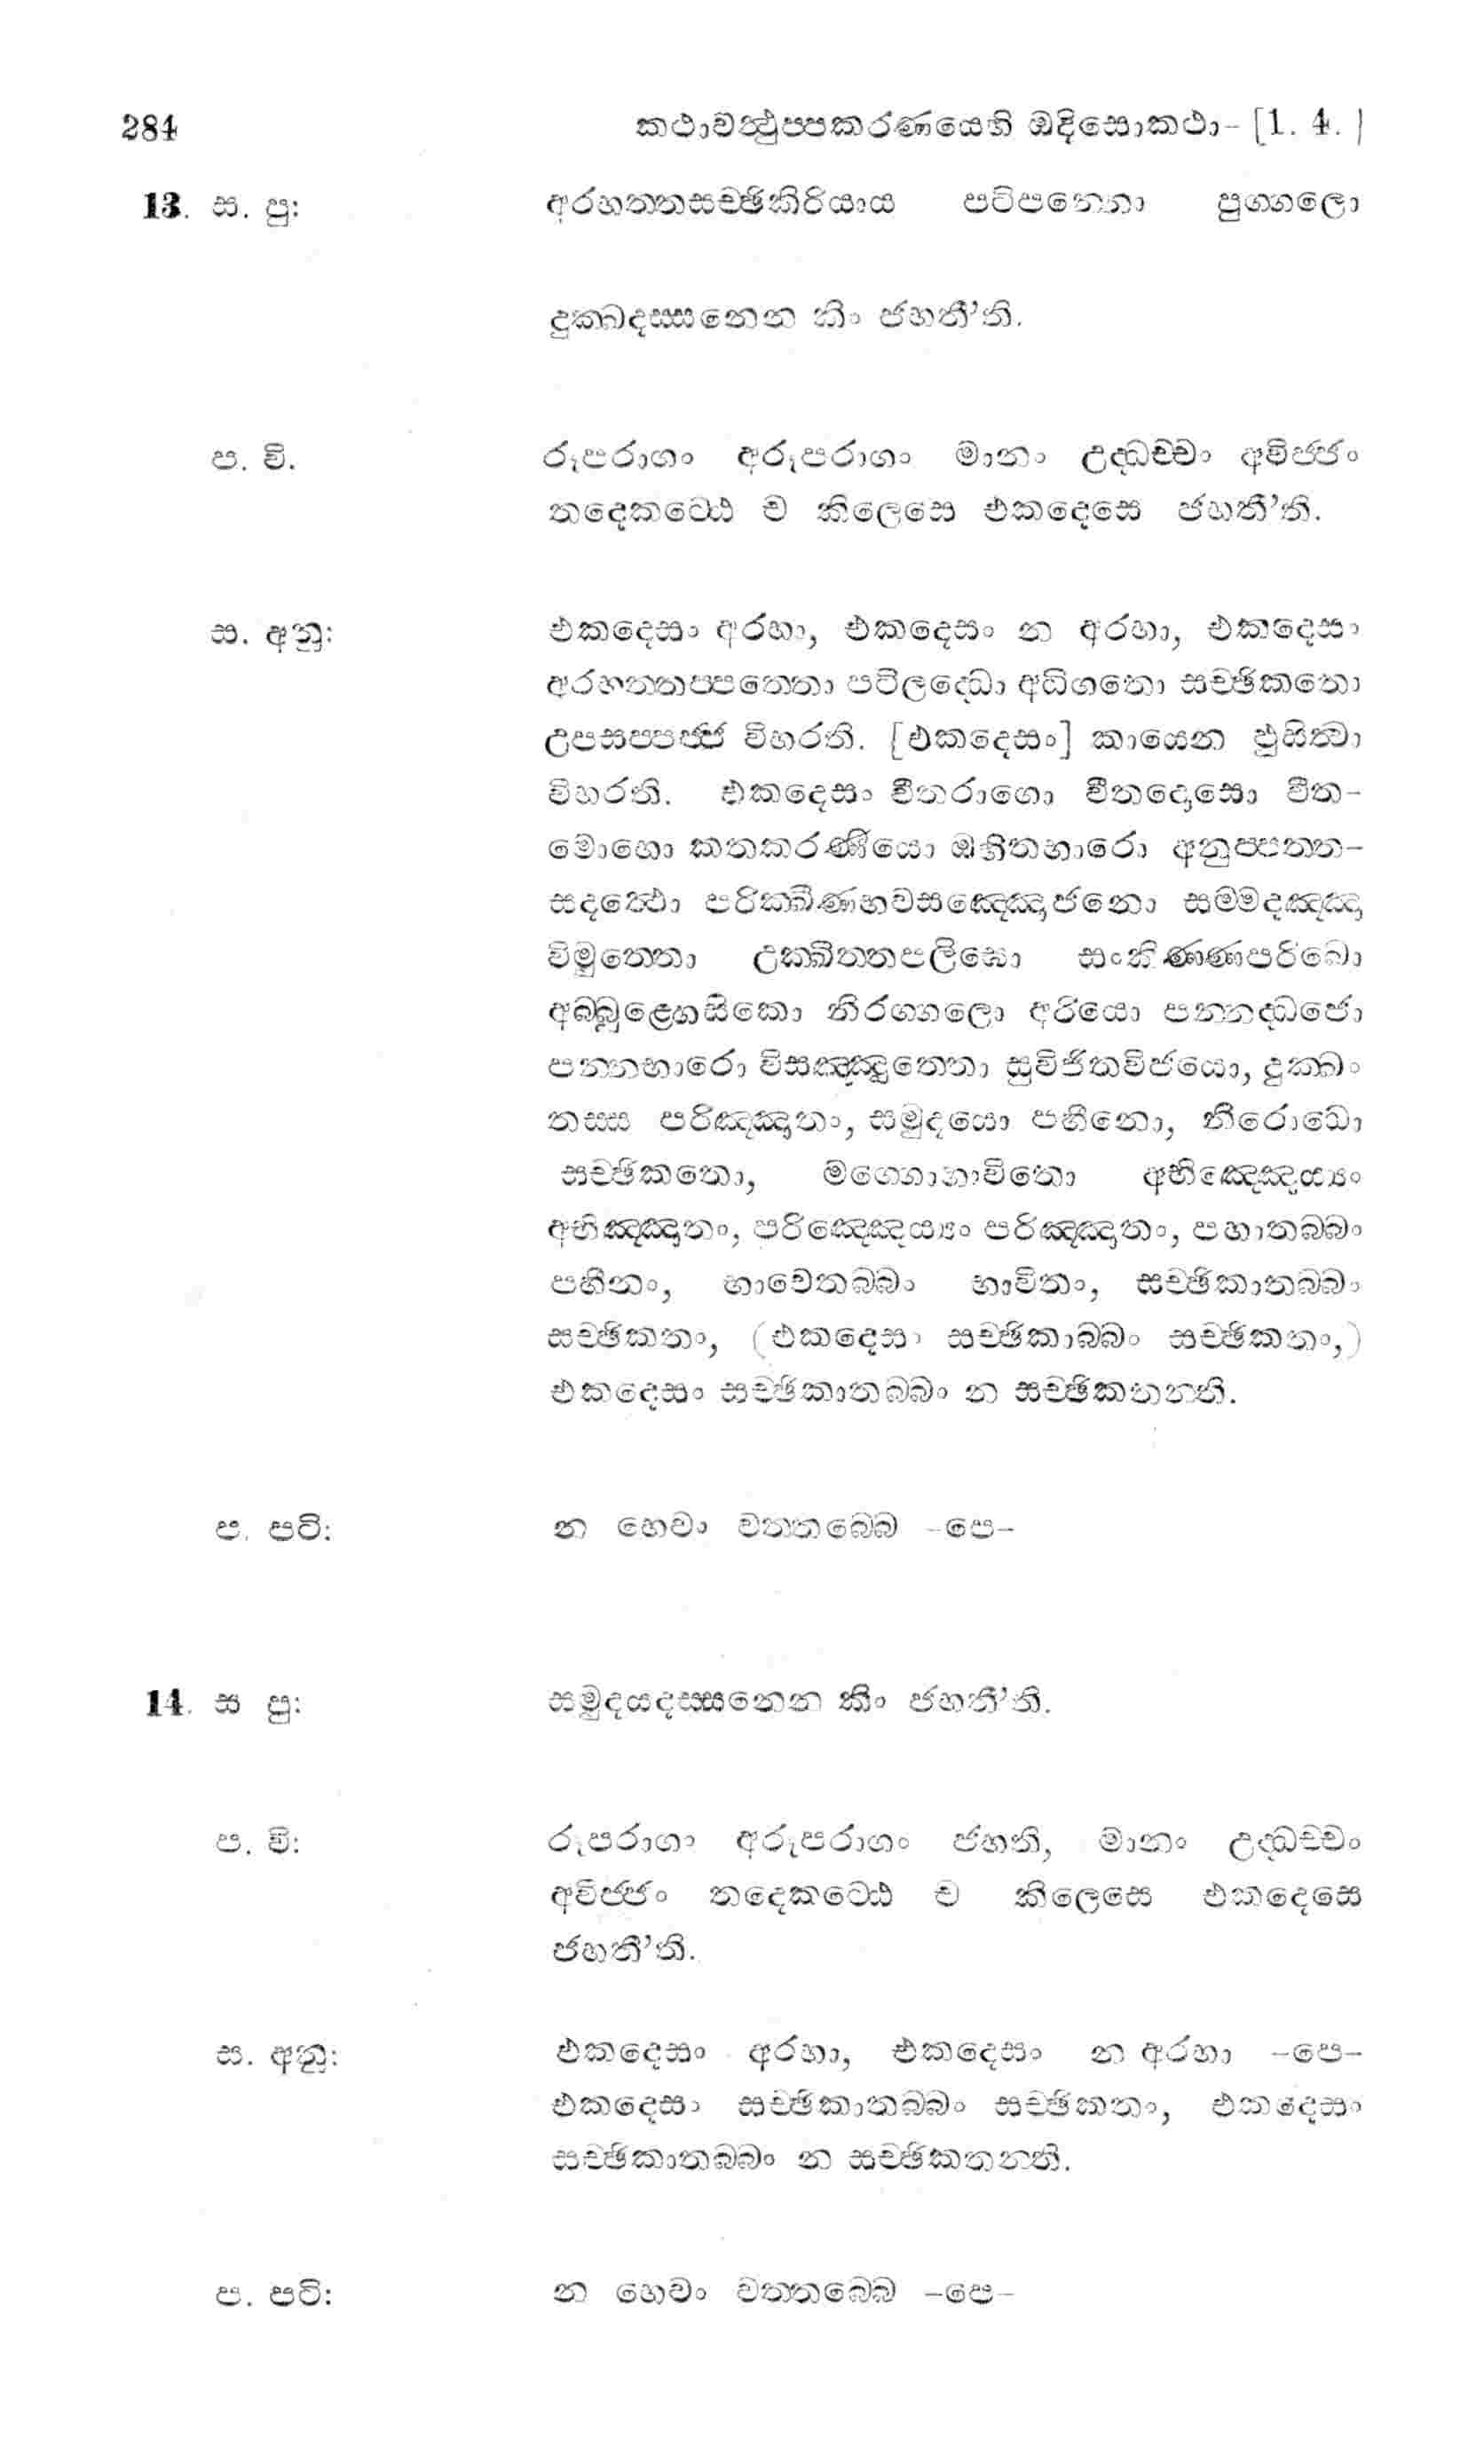 284 කථාවත්‍ථුප්පකරණයෙහි ඔදිසොකථා- [1. 4. ]
13. ස. පු: අරහත්තසච්ඡිකිරියාය පටිපන්නො පුග්ගලො
දුක්ඛදස්සනෙන කිං ජහතී’ති.
ප. වි. රූපරාගං අරූපරාගං මානං උද්ධච්චං අවිජ්ජං
තදෙකට්ඨෙ ච කිලෙසෙ එකදෙසෙ ජහතී’ති.
ස. අනු: එකදෙසං අරහා, එකදෙසං න අරහා, එකදෙසං
අරහත්තප්පත්තො පටිලද්ධො අධිගතො සච්ඡිකතො
උපසම්පජ්ජ විහරති. [එකදෙසං] කායෙන ඵුසිත්‍වා
විහරති. එකදෙසං වීතරාගො වීතදොසො වීත-
මොහො කතකරණීයො ඔහිතභාරො අනුප්පත්ත-
සදත්‍ථො පරික්ඛීණභවසඤ්ඤොජනො සම්මදඤ්ඤා
විමුත්තො උක්ඛිත්තපලිඝො සංකිණ්ණපරිඛො
අබ්බුළ්හෙසිකො නිරග්ගලො අරියො පන්නද්ධජො
පන්නභාරො විසඤ්ඤුත්තො සුවිජිතවිජයො, දුක්ඛං
තස්ස පරිඤ්ඤාතං, සමුදයො පහීනො, නිරොධො
සච්ඡිකතො, මග්ගොභාවිතො අභිඤ්ඤෙය්‍යං
අභිඤ්ඤාතං, පරිඤ්ඤෙය්‍යං පරිඤ්ඤාතං, පහාතබ්බං
පහීනං, භාවෙතබ්බං භාවිතං, සච්ඡිකාතබ්බං
සච්ඡිකතං, (එකදෙසං සච්ඡිකාබ්බං සච්ඡිකතං,)
එකදෙසං සච්ඡිකාතබ්බං න සච්ඡිකතන්ති.
ප. පටි: න හෙවං වත්තබ්බෙ -පෙ-
14. ස පු: සමුදයදස්සනෙන කිං ජහතී’ති.
ප. වි: රූපරාගං අරූපරාගං ජහති, මානං උද්ධච්චං
අවිජ්ජං තදෙකට්ඨෙ ච කිලෙසෙ එකදෙසෙ
ජහතී’ති.
ස. අනු: එකදෙසං අරහා, එකදෙසං න අරහා -පෙ-
එකදෙසං සච්ඡිකාතබ්බං සච්ඡිකතං, එකදෙසං
සච්ඡිකාතබ්බං න සච්ඡිකතන්ති.
ප. පටි: න හෙවං වත්තබ්බෙ -පෙ-